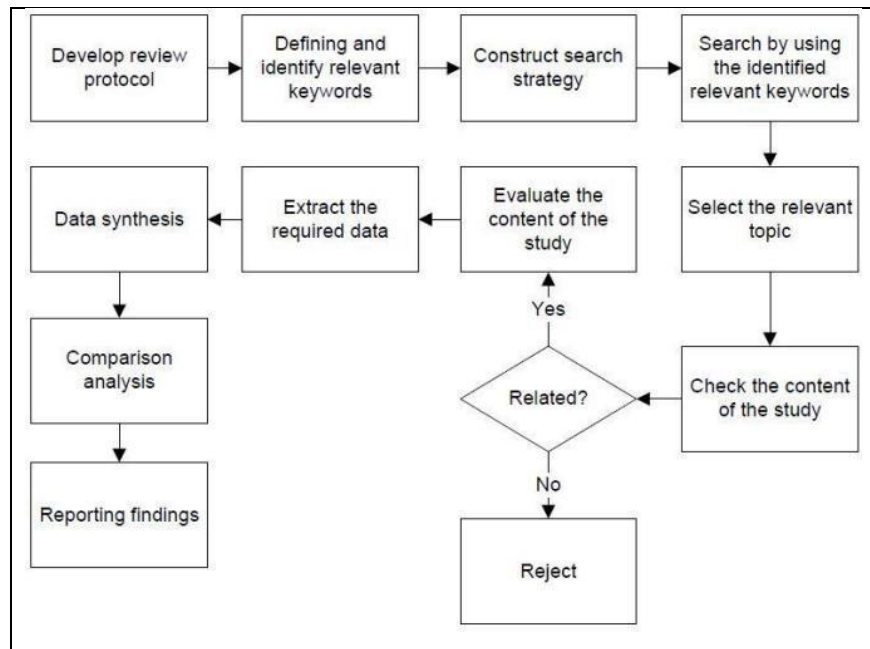 Develop review
protocol
Defining and
identify relevant
keywords
Construct search
strategy
Search by using
the identified
relevant keywords
Select the relevant
topic
Check the content
of the study
Related?
Yes
No
Reject
Evaluate the
content of the
study
Extract the
required data
Data synthesis
Comparison
analysis
Reporting findings